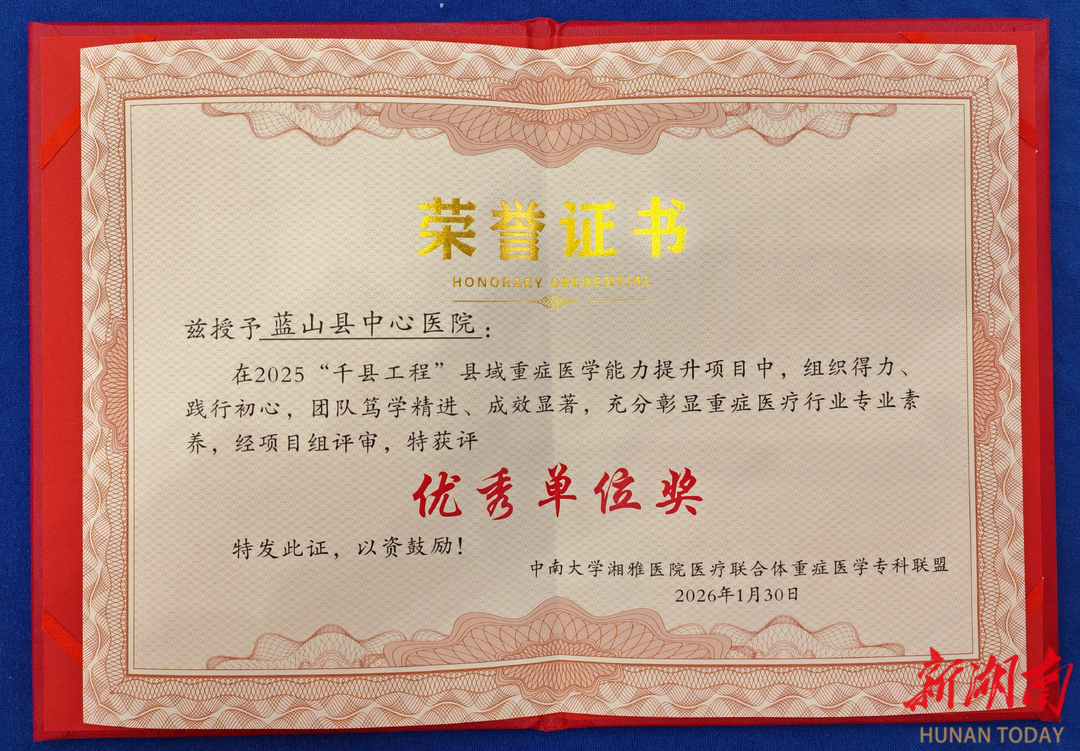 荣誉证书
HONORARY CREDENTIAL
兹授予蓝山县中心医院：
在2025“千县工程”县域重症医学能力提升项目中，组织得力、
践行初心，团队笃学精进、成效显著，充分彰显重症医疗行业专业素
养，经项目组评审，特获评
优秀单位奖
特发此证，以资鼓励！
中南大学湘雅医院医疗联合体重症医学专科联盟
2026年1月30日
新湖南
HUNAN TODAY